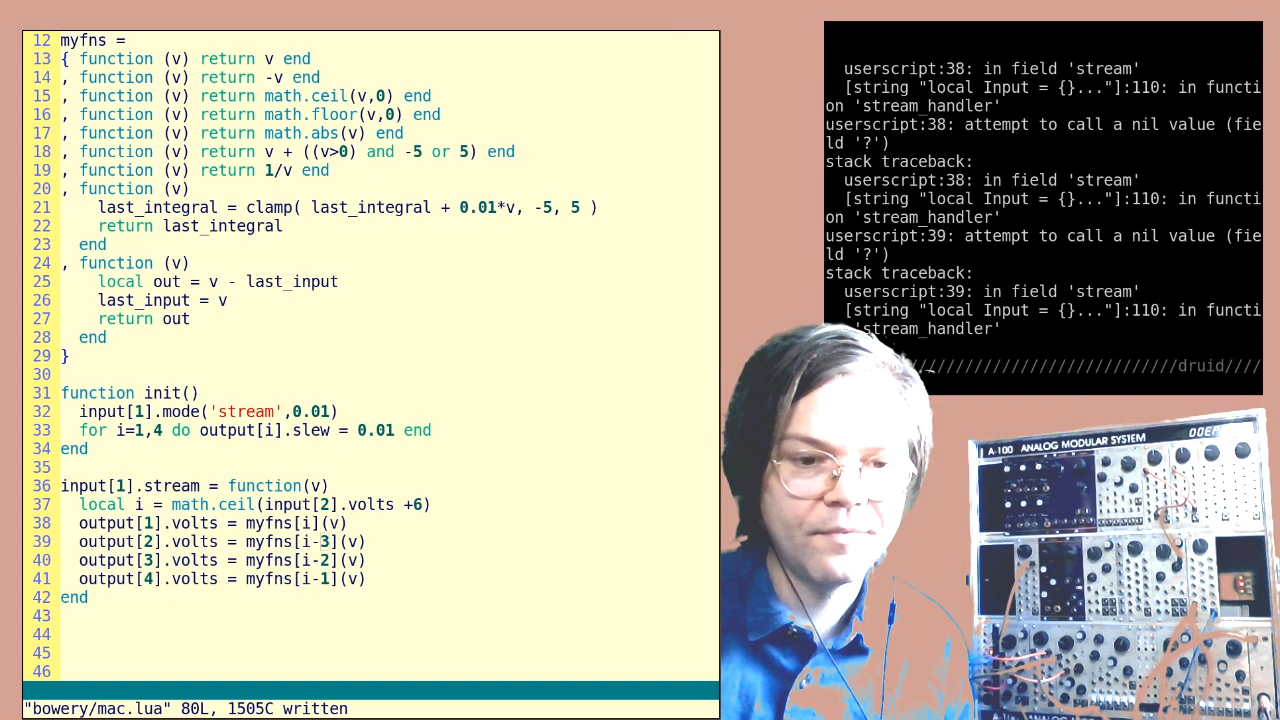 12 myfns =
13 { function (v) return v end
14 , function (v) return -v end
15 , function (v) return math.ceil(v,0) end
16 , function (v) return math.floor(v,0) end
17 , function (v) return math.abs(v) end
18 , function (v) return v + ((v>0) and -5 or 5) end
19 , function (v) return 1/v end
20 , function (v)
21     last_integral = clamp( last_integral + 0.01*v, -5, 5 )
22     return last_integral
23   end
24 , function (v)
25     local out = v - last_input
26     last_input = v
27     return out
28   end
29 }
30
31 function init()
32   input[1].mode('stream',0.01)
33   for i=1,4 do output[i].slew = 0.01 end
34 end
35
36 input[1].stream = function(v)
37   local i = math.ceil(input[2].volts +6)
38   output[1].volts = myfns[i](v)
39   output[2].volts = myfns[i-3](v)
40   output[3].volts = myfns[i-2](v)
41   output[4].volts = myfns[i-1](v)
42 end
43
44
45
46
"bowery/mac.lua" 80L, 1505C written
  userscript:38: in field 'stream'
  [string "local Input = {}..."]:110: in functi
on 'stream_handler'
userscript:38: attempt to call a nil value (fie
ld '?')
stack traceback:
  userscript:38: in field 'stream'
  [string "local Input = {}..."]:110: in functi
on 'stream_handler'
userscript:39: attempt to call a nil value (fie
ld '?')
stack traceback:
  userscript:39: in field 'stream'
  [string "local Input = {}..."]:110: in functi
'stream_handler'
/////////////////////////////druid////
A-100 ANALOG MODULAR SYSTEM